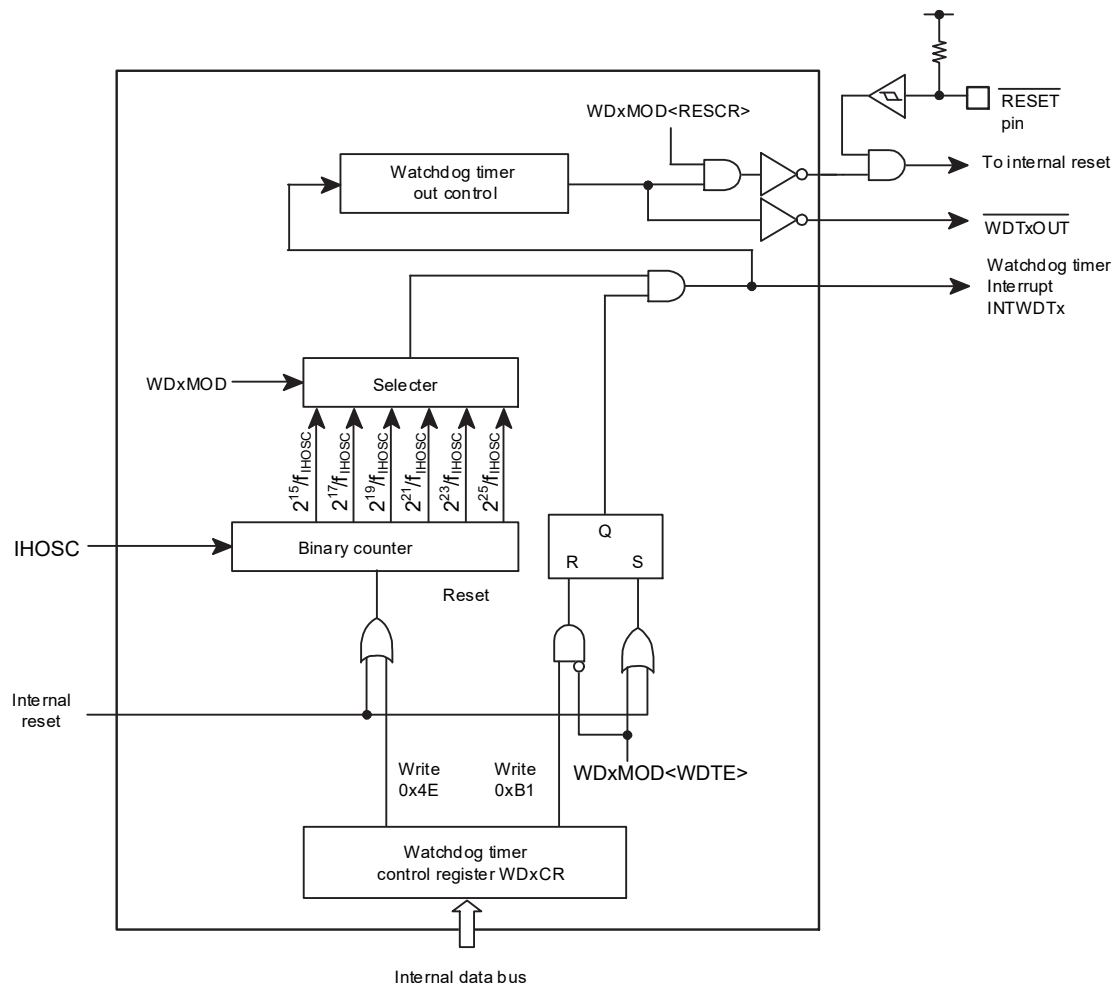 WDxMOD<RESCR>
RESET
pin
To internal reset
Watchdog timer
out control
WDTxOUT
Watchdog timer
Interrupt
INTWDTx
WDxMOD
Selecter
2^15/f_IHOSC
2^17/f_IHOSC
2^19/f_IHOSC
2^21/f_IHOSC
2^23/f_IHOSC
2^25/f_IHOSC
Q
R
S
IHOSC
Binary counter
Reset
Internal
reset
Write
0x4E
Write
0xB1
WDxMOD<WDTE>
Watchdog timer
control register WDxCR
Internal data bus